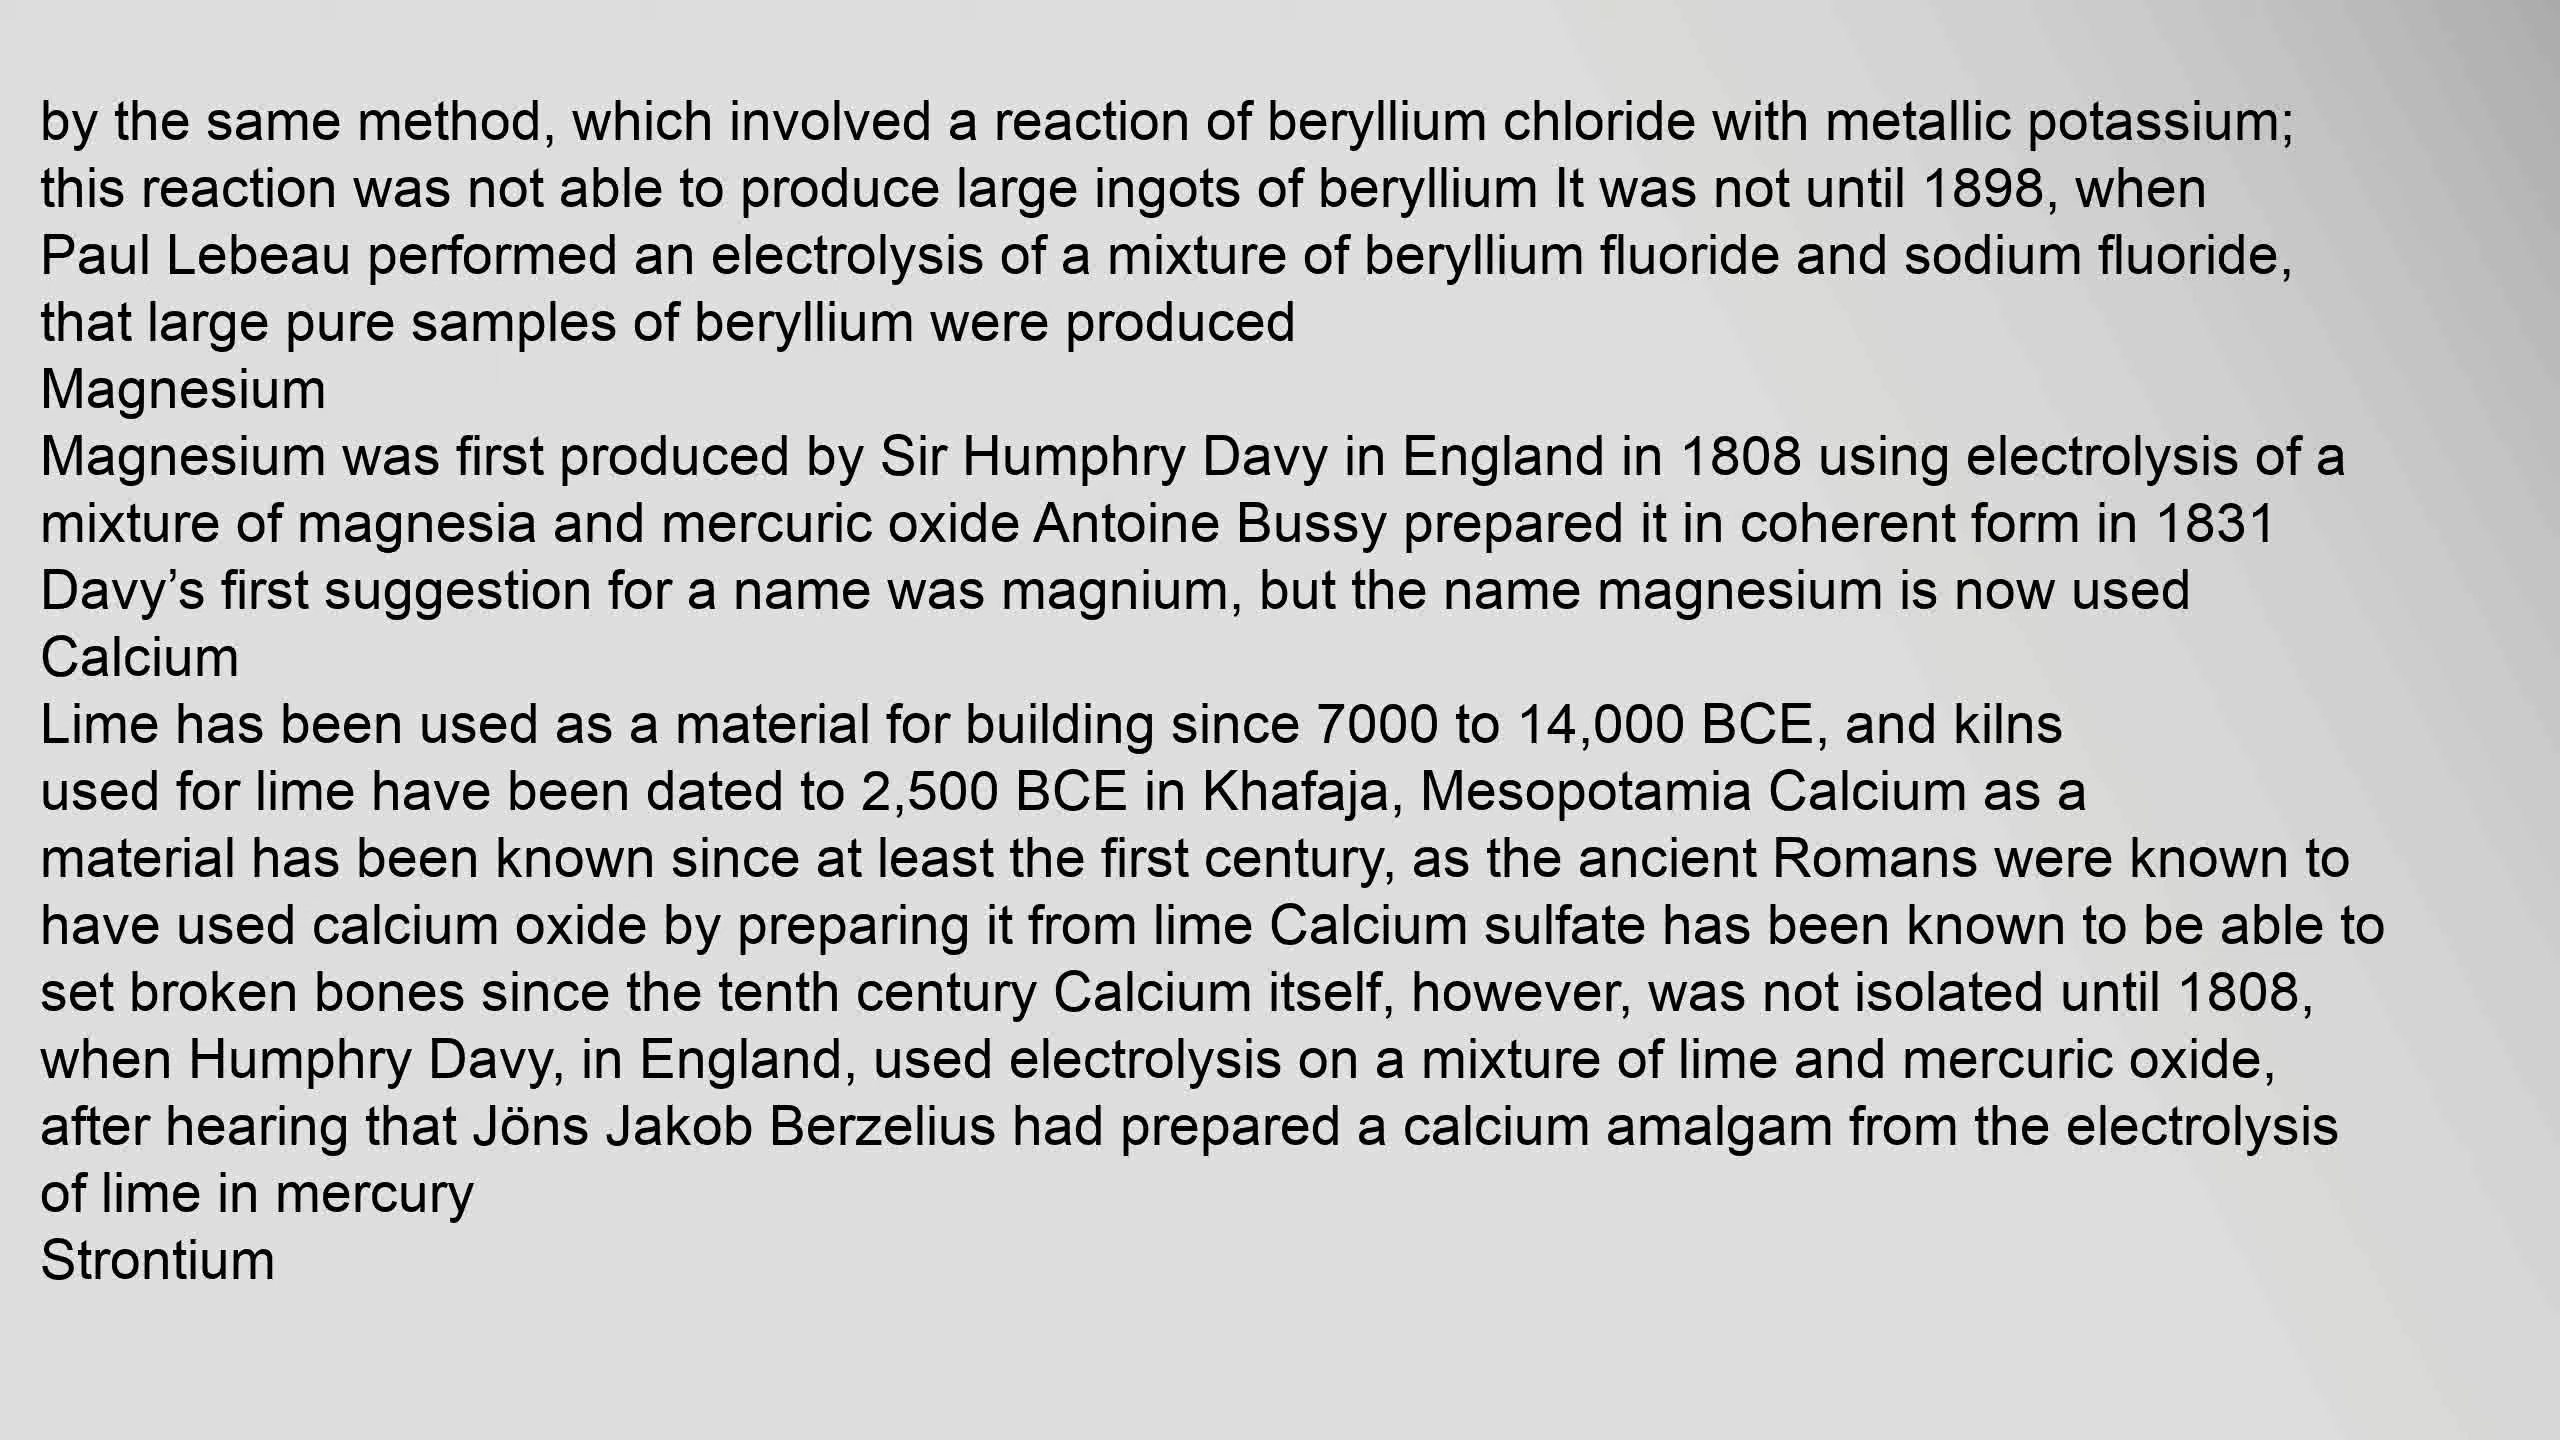 by the same method, which involved a reaction of beryllium chloride with metallic potassium;
this reaction was not able to produce large ingots of beryllium It was not until 1898, when
Paul Lebeau performed an electrolysis of a mixture of beryllium fluoride and sodium fluoride,
that large pure samples of beryllium were produced
Magnesium
Magnesium was first produced by Sir Humphry Davy in England in 1808 using electrolysis of a
mixture of magnesia and mercuric oxide Antoine Bussy prepared it in coherent form in 1831
Davy’s first suggestion for a name was magnium, but the name magnesium is now used
Calcium
Lime has been used as a material for building since 7000 to 14,000 BCE, and kilns
used for lime have been dated to 2,500 BCE in Khafaja, Mesopotamia Calcium as a
material has been known since at least the first century, as the ancient Romans were known to
have used calcium oxide by preparing it from lime Calcium sulfate has been known to be able to
set broken bones since the tenth century Calcium itself, however, was not isolated until 1808,
when Humphry Davy, in England, used electrolysis on a mixture of lime and mercuric oxide,
after hearing that Jöns Jakob Berzelius had prepared a calcium amalgam from the electrolysis
of lime in mercury
Strontium